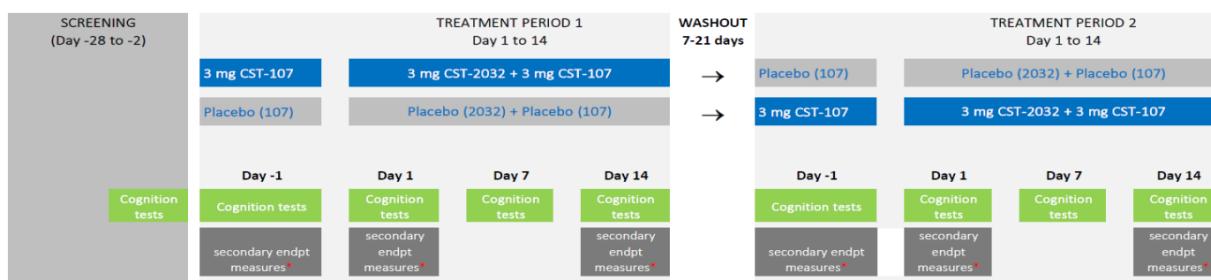 SCREENING
(Day -28 to -2)
TREATMENT PERIOD 1
Day 1 to 14
WASHOUT
7-21 days
TREATMENT PERIOD 2
Day 1 to 14
3 mg CST-107
3 mg CST-2032 + 3 mg CST-107
→
Placebo (107)
Placebo (2032) + Placebo (107)
Placebo (107)
Placebo (2032) + Placebo (107)
→
3 mg CST-107
3 mg CST-2032 + 3 mg CST-107
Day -1
Day 1
Day 7
Day 14
Day -1
Day 1
Day 7
Day 14
Cognition
tests
Cognition tests
Cognition
tests
Cognition
tests
Cognition
tests
Cognition tests
Cognition
tests
Cognition
tests
Cognition
tests
secondary endpt
measures*
secondary
endpt
measures*
secondary
endpt
measures*
secondary endpt
measures*
secondary
endpt
measures*
secondary
endpt
measures*